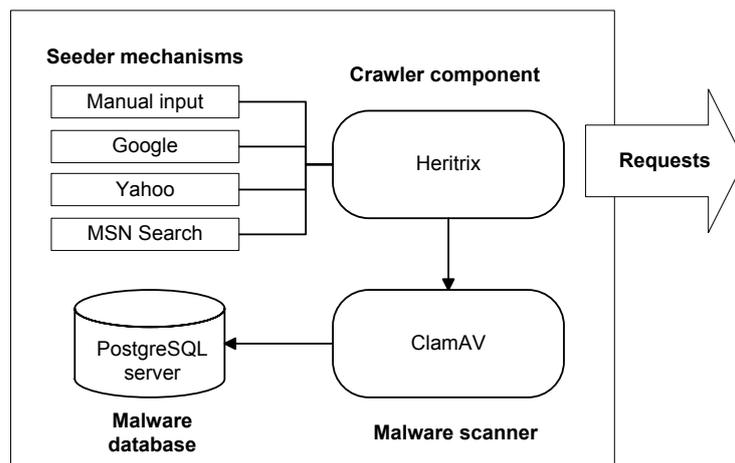 Seeder mechanisms
Manual input
Google
Yahoo
MSN Search
Crawler component
Heritrix
Requests
ClamAV
Malware scanner
PostgreSQL
server
Malware
database